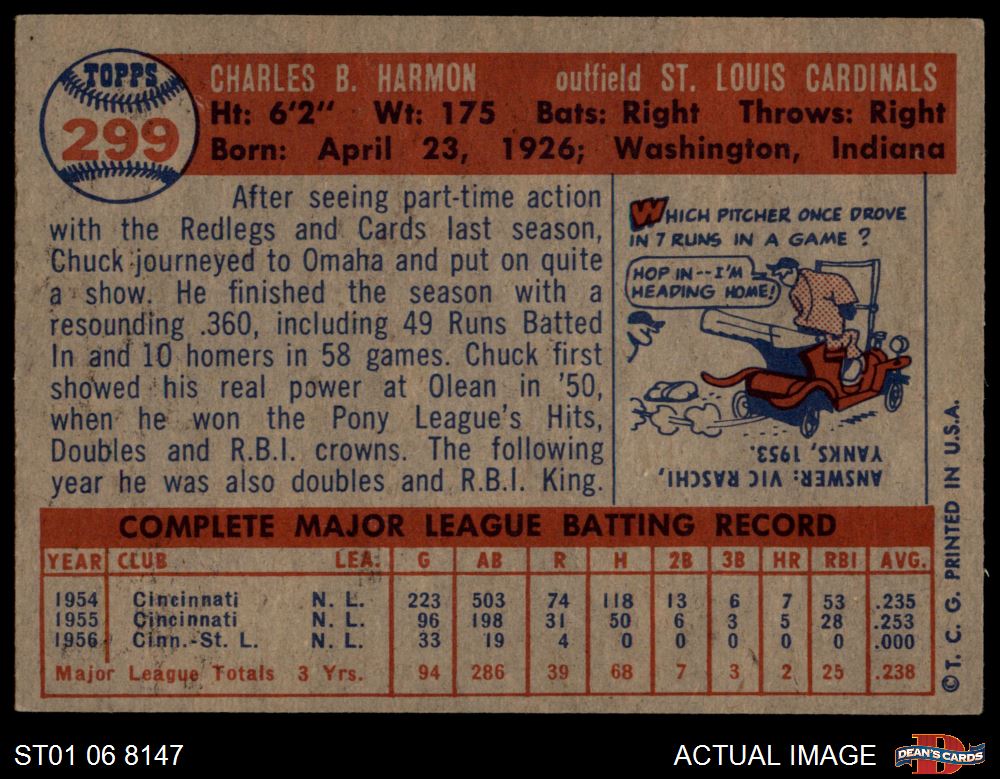 TOPPS
299
CHARLES B. HARMON outfield ST. LOUIS CARDINALS
Ht: 6'2" Wt: 175 Bats: Right Throws: Right
Born: April 23, 1926; Washington, Indiana
After seeing part-time action
with the Redlegs and Cards last season,
Chuck journeyed to Omaha and put on quite
a show. He finished the season with a
resounding .360, including 49 Runs Batted
In and 10 homers in 58 games. Chuck first
showed his real power at Olean in '50,
when he won the Pony League's Hits,
Doubles and R.B.I. crowns. The following
year he was also doubles and R.B.I. King.
WHICH PITCHER ONCE DROVE
IN 7 RUNS IN A GAME?
HOP IN--I'M
HEADING HOME!
ANSWER: VIC RASCHI,
YANKS, 1953.
COMPLETE MAJOR LEAGUE BATTING RECORD
YEAR CLUB LEA. G AB R H 2B 3B HR RBI AVG.
1954 Cincinnati N. L. 223 503 74 118 13 6 7 53 .235
1955 Cincinnati N. L. 96 198 31 50 6 3 5 28 .253
1956 Cinn.-St. L. N. L. 33 19 4 0 0 0 0 0 .000
Major League Totals 3 Yrs. 94 286 39 68 7 3 2 25 .238
© T. C. G. PRINTED IN U.S.A.
ST01 06 8147
ACTUAL IMAGE
D
DEAN'S CARDS